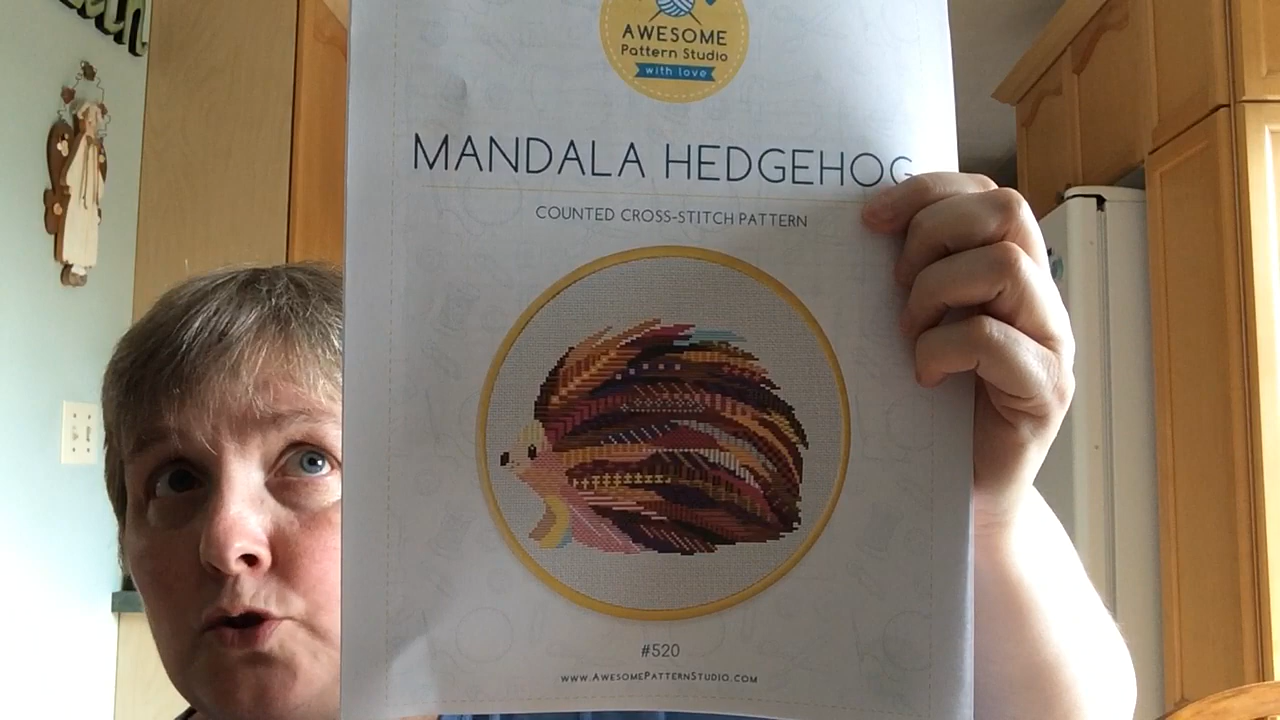 AWESOME
Pattern Studio
with love
MANDALA HEDGEHOG
COUNTED CROSS-STITCH PATTERN
#520
www.AwesomePatternStudio.com